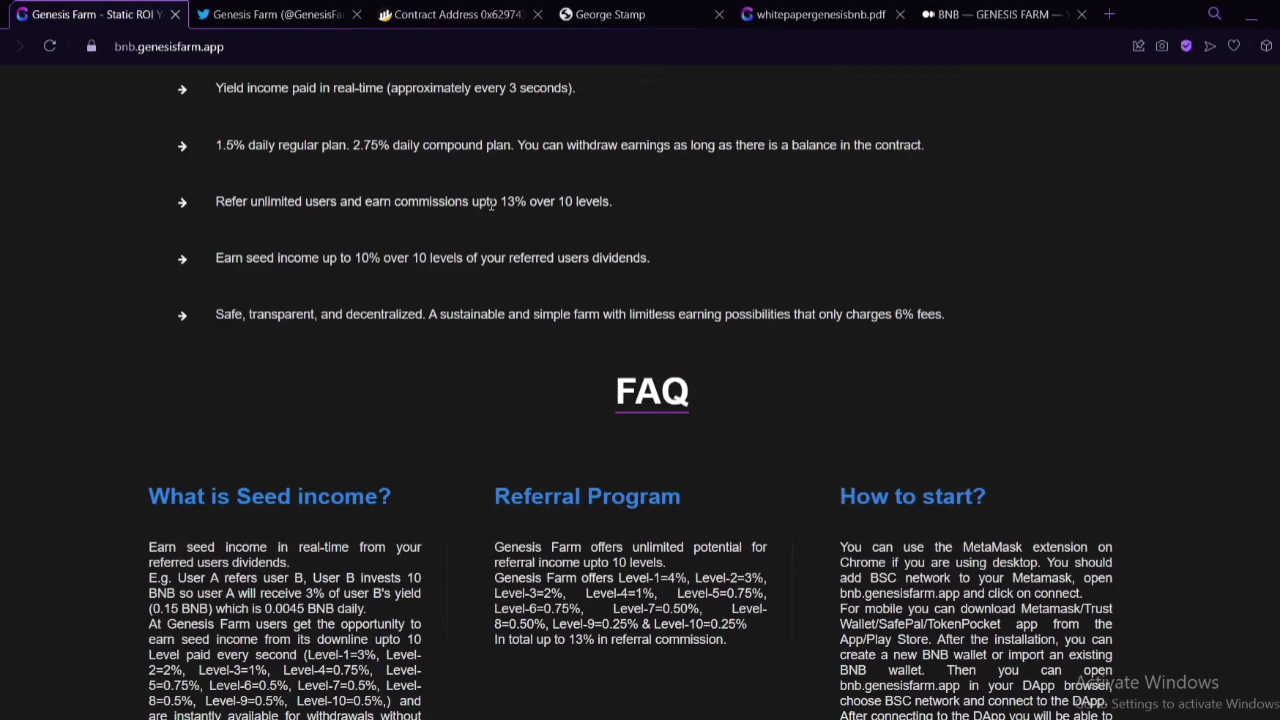 Genesis Farm - Static ROI Y
Genesis Farm (@GenesisFa
Contract Address 0x62974
George Stamp
whitepapergenesisbnb.pdf
BNB — GENESIS FARM —
bnb.genesisfarm.app
Yield income paid in real-time (approximately every 3 seconds).
1.5% daily regular plan. 2.75% daily compound plan. You can withdraw earnings as long as there is a balance in the contract.
Refer unlimited users and earn commissions upto 13% over 10 levels.
Earn seed income up to 10% over 10 levels of your referred users dividends.
Safe, transparent, and decentralized. A sustainable and simple farm with limitless earning possibilities that only charges 6% fees.
FAQ
What is Seed income?
Earn seed income in real-time from your
referred users dividends.
E.g. User A refers user B, User B invests 10
BNB so user A will receive 3% of user B's yield
(0.15 BNB) which is 0.0045 BNB daily.
At Genesis Farm users get the opportunity to
earn seed income from its downline upto 10
Level paid every second (Level-1=3%, Level-
2=2%, Level-3=1%, Level-4=0.75%, Level-
5=0.75%, Level-6=0.5%, Level-7=0.5%, Level-
8=0.5%, Level-9=0.5%, Level-10=0.5%,) and
are instantly available for withdrawals without
Referral Program
Genesis Farm offers unlimited potential for
referral income upto 10 levels.
Genesis Farm offers Level-1=4%, Level-2=3%,
Level-3=2%, Level-4=1%, Level-5=0.75%,
Level-6=0.75%, Level-7=0.50%, Level-
8=0.50%, Level-9=0.25% & Level-10=0.25%
In total up to 13% in referral commission.
How to start?
You can use the MetaMask extension on
Chrome if you are using desktop. You should
add BSC network to your Metamask, open
bnb.genesisfarm.app and click on connect.
For mobile you can download Metamask/Trust
Wallet/SafePal/TokenPocket app from the
App/Play Store. After the installation, you can
create a new BNB wallet or import an existing
BNB wallet. Then you can open
bnb.genesisfarm.app in your DApp browser,
choose BSC network and connect to the DApp.
After connecting to the DApp you will be able to
Activate Windows
Go to Settings to activate Windows